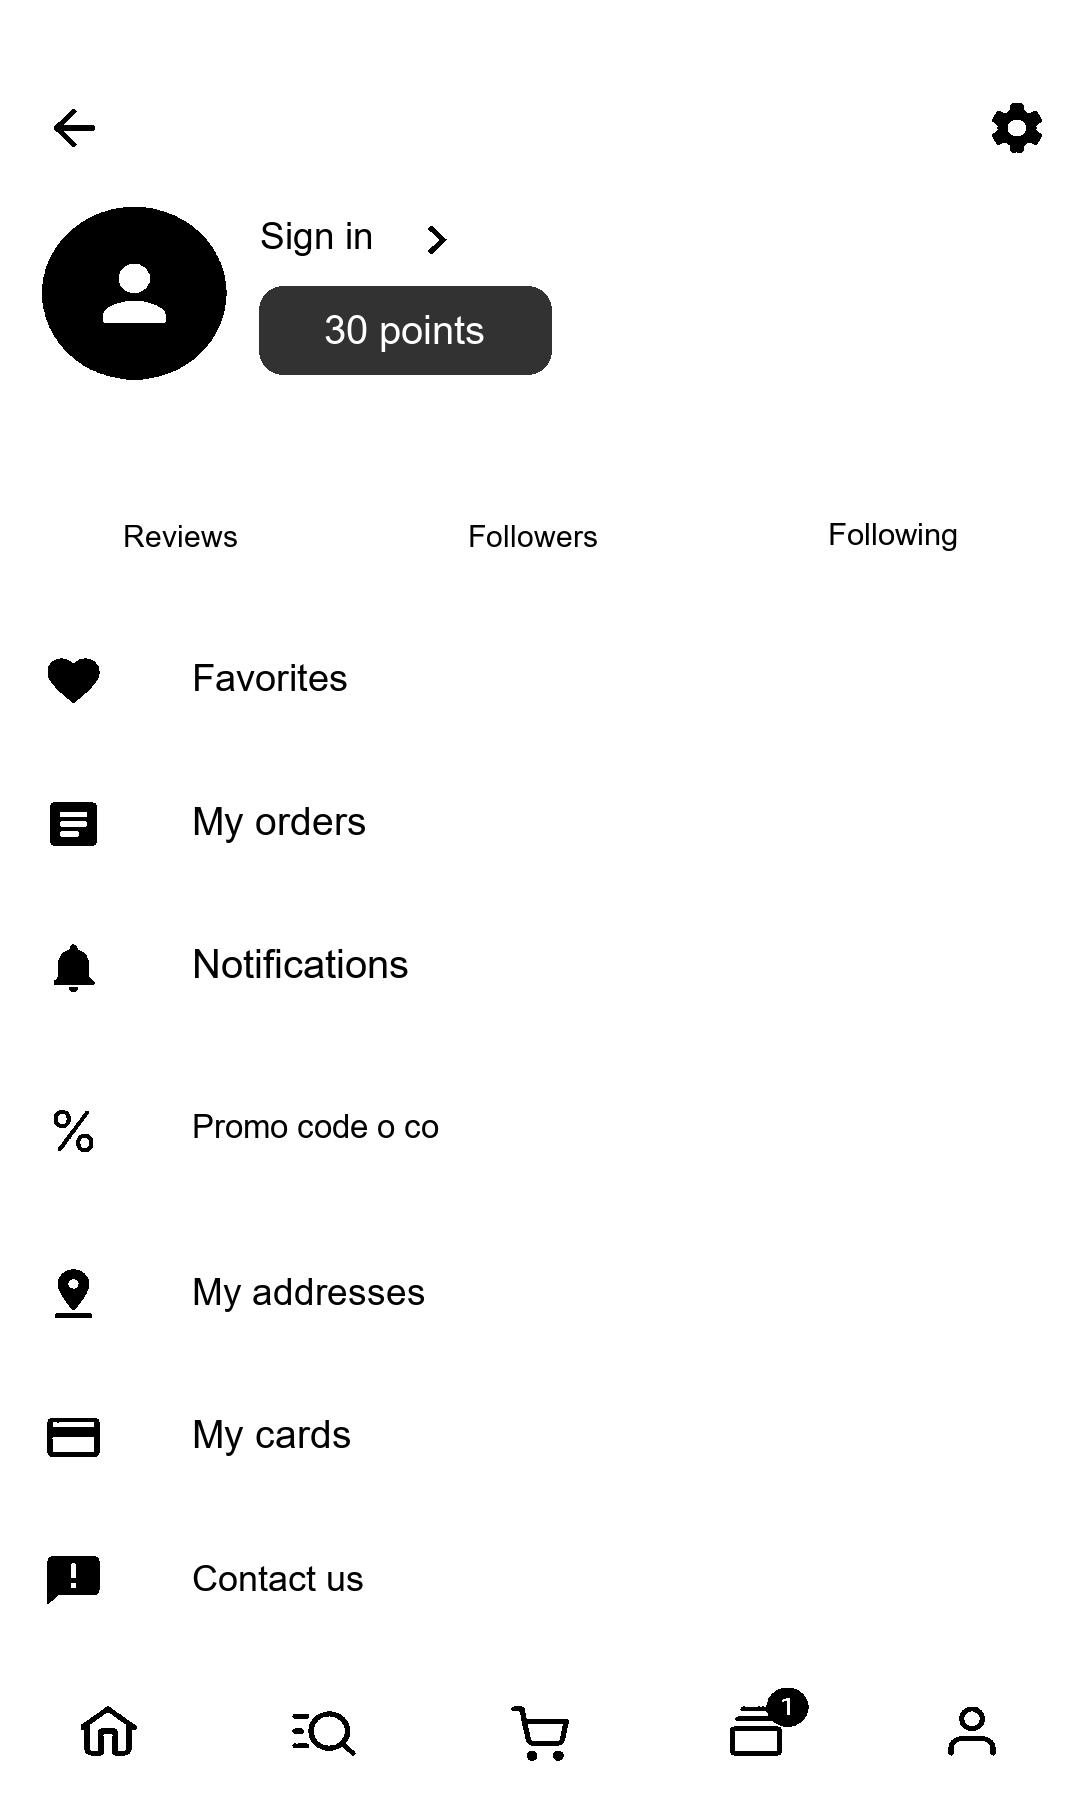 Sign in
30 points
Reviews
Followers
Following
Favorites
My orders
Notifications
Promo code o co
My addresses
My cards
Contact us
1